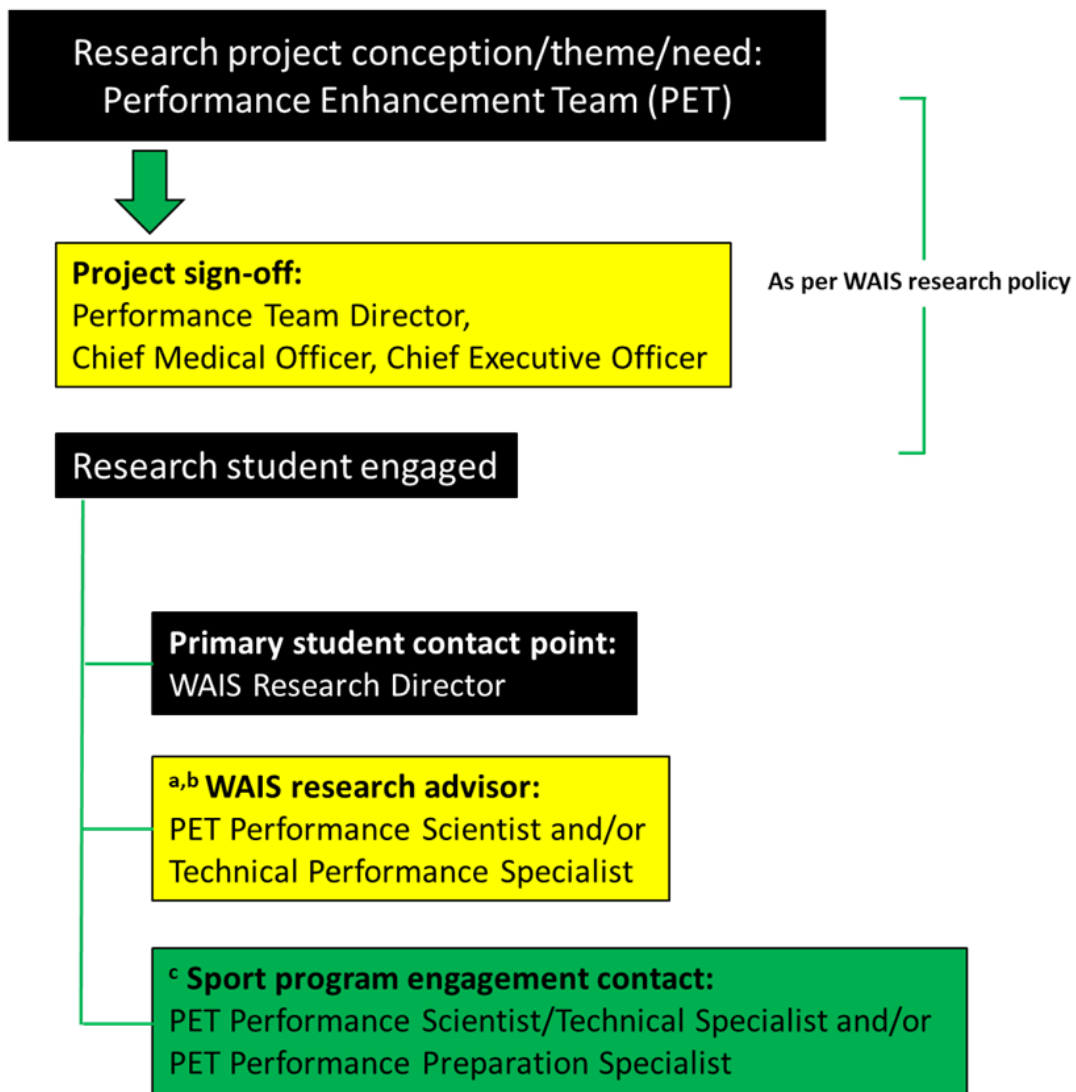 Research project conception/theme/need:
Performance Enhancement Team (PET)
Project sign-off:
Performance Team Director,
Chief Medical Officer, Chief Executive Officer
As per WAIS research policy
Research student engaged
Primary student contact point:
WAIS Research Director
a,b WAIS research advisor:
PET Performance Scientist and/or
Technical Performance Specialist
c Sport program engagement contact:
PET Performance Scientist/Technical Specialist and/or
PET Performance Preparation Specialist